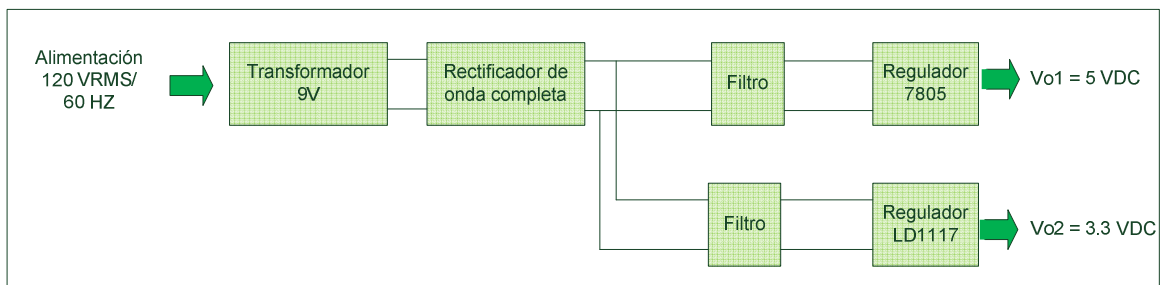 Alimentación
120 VRMS/
60 HZ
Transformador
9V
Rectificador de
onda completa
Filtro
Regulador
7805
Vo1 = 5 VDC
Filtro
Regulador
LD1117
Vo2 = 3.3 VDC